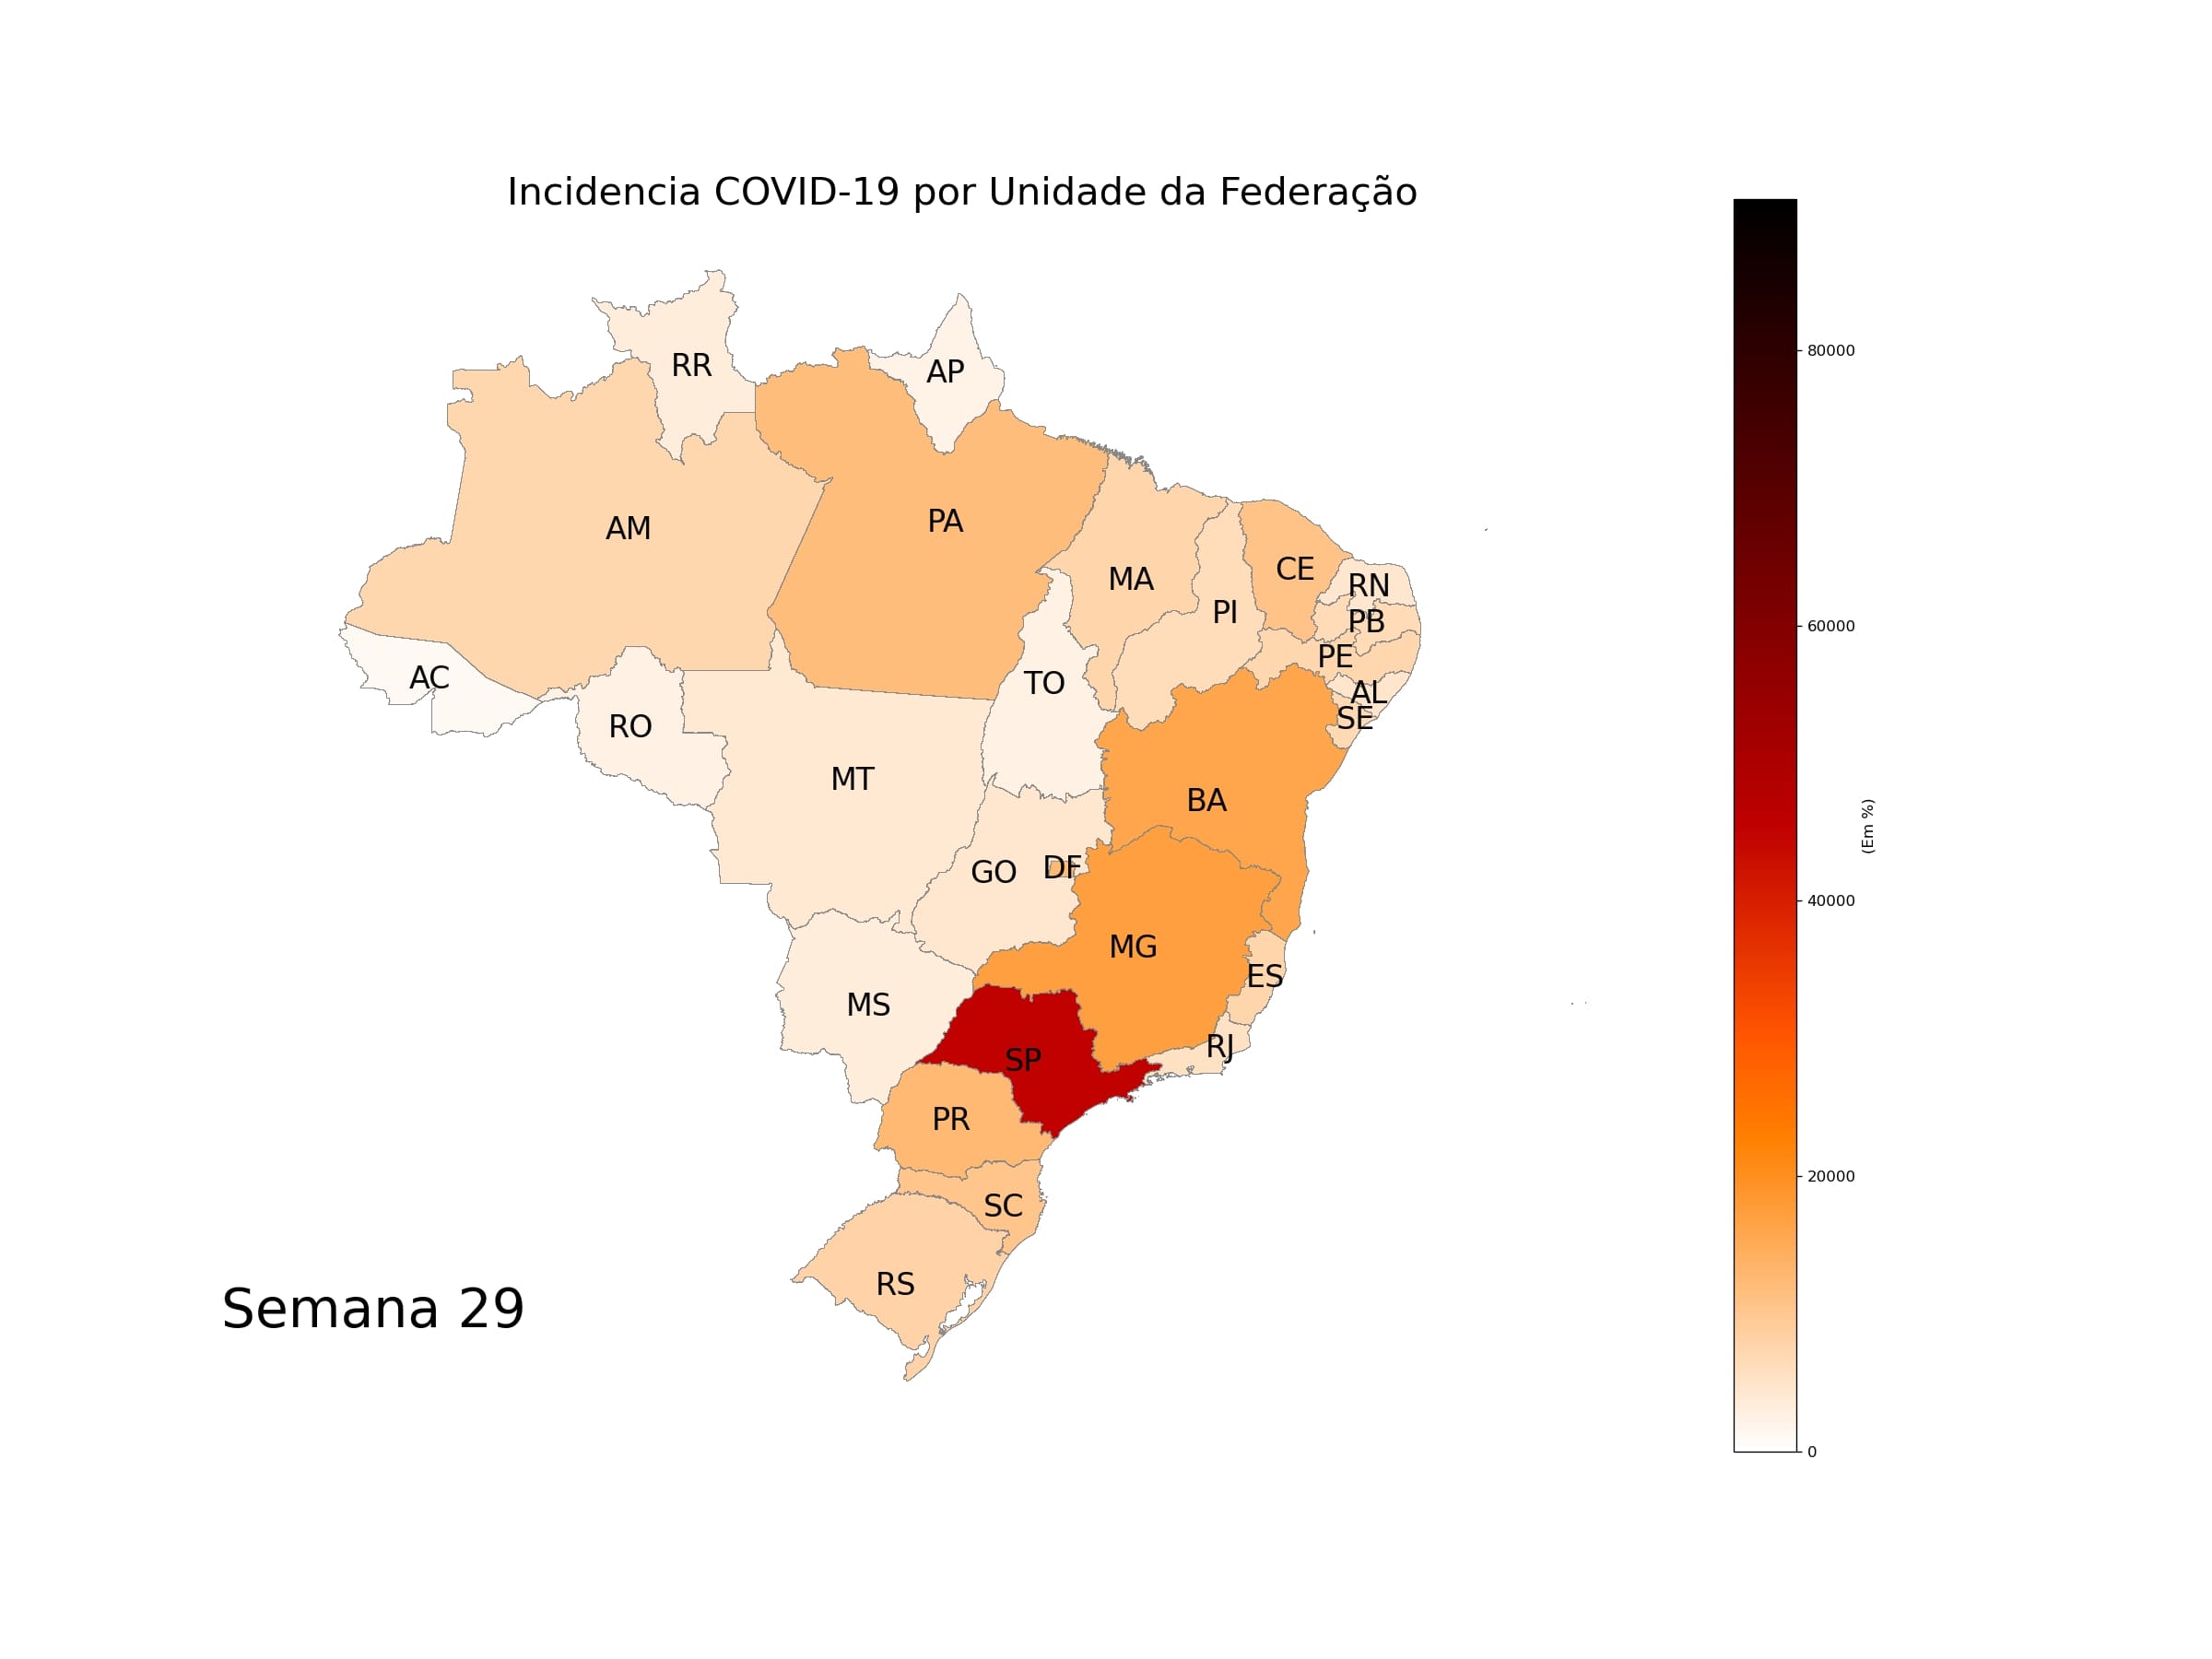 Incidencia COVID-19 por Unidade da Federação
RR
AP
AM
PA
MA
CE
RN
PI
PB
PE
AC
TO
AL
SE
RO
MT
BA
GO
DF
MG
ES
MS
RJ
SP
PR
SC
RS
Semana 29
80000
60000
40000
20000
0
(Em %)